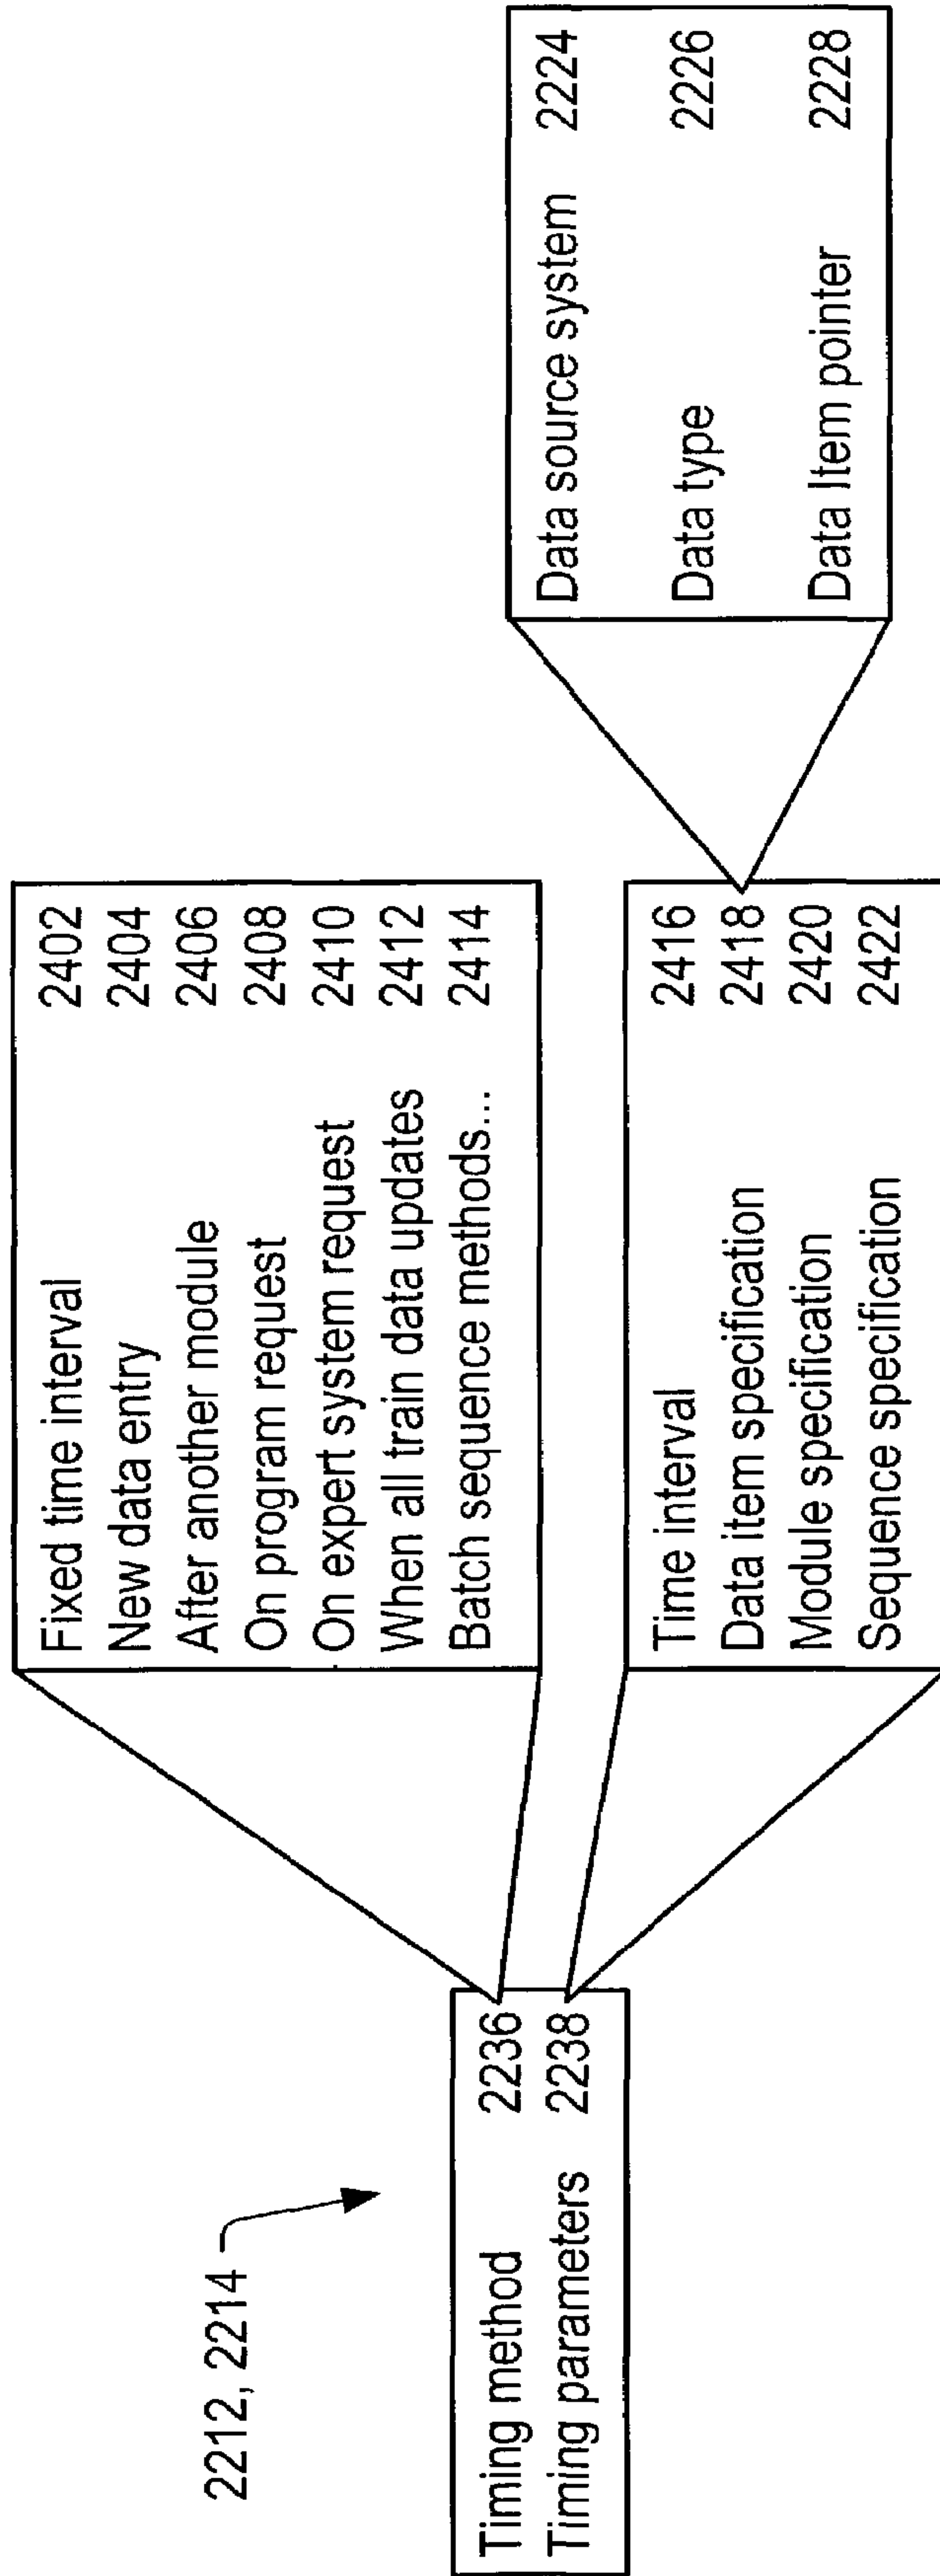 2212, 2214
Timing method 2236
Timing parameters 2238
Fixed time interval 2402
New data entry 2404
After another module 2406
On program request 2408
On expert system request 2410
When all train data updates 2412
Batch sequence methods... 2414
Time interval 2416
Data item specification 2418
Module specification 2420
Sequence specification 2422
Data source system 2224
Data type 2226
Data Item pointer 2228